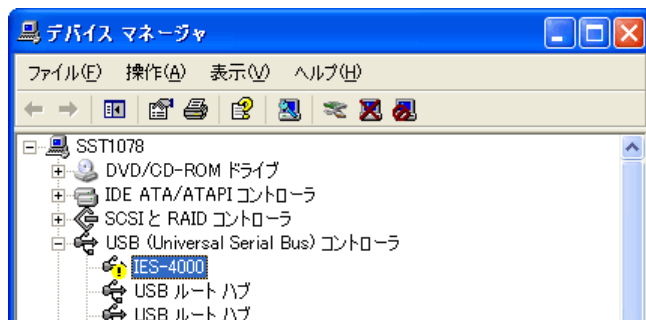 デバイス マネージャ
ファイル(F) 操作(A) 表示(V) ヘルプ(H)
SST1078
DVD/CD-ROM ドライブ
IDE ATA/ATAPI コントローラ
SCSI と RAID コントローラ
USB (Universal Serial Bus) コントローラ
IES-4000
USB ルート ハブ
USB ルート ハブ